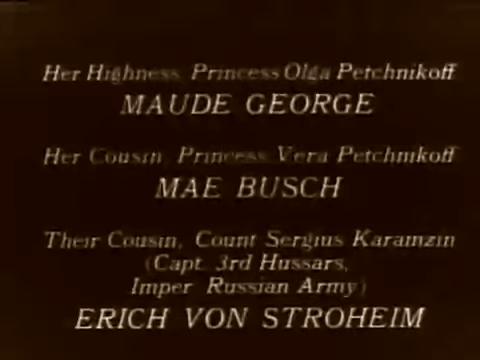 Her Highness, Princess Olga Petchnikoff
MAUDE GEORGE
Her Cousin, Princess Vera Petchnikoff
MAE BUSCH
Their Cousin, Count Sergius Karamzin
(Capt. 3rd Hussars,
Imper. Russian Army)
ERICH VON STROHEIM